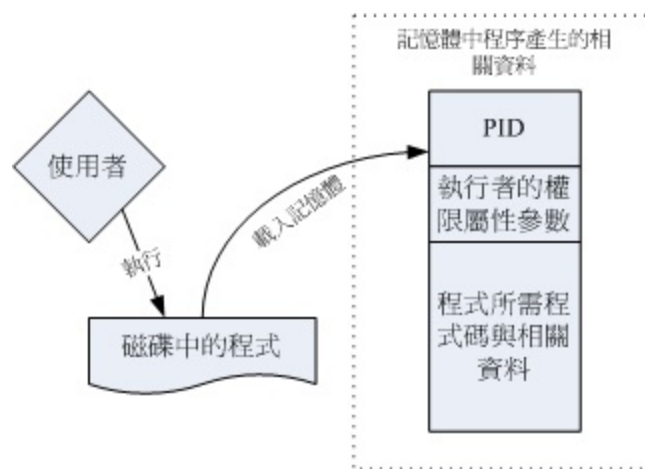 記憶體中程序產生的相
關資料
PID
使用者
執行者的權
限屬性參數
載入記憶體
執行
程式所需程
式碼與相關
資料
磁碟中的程式